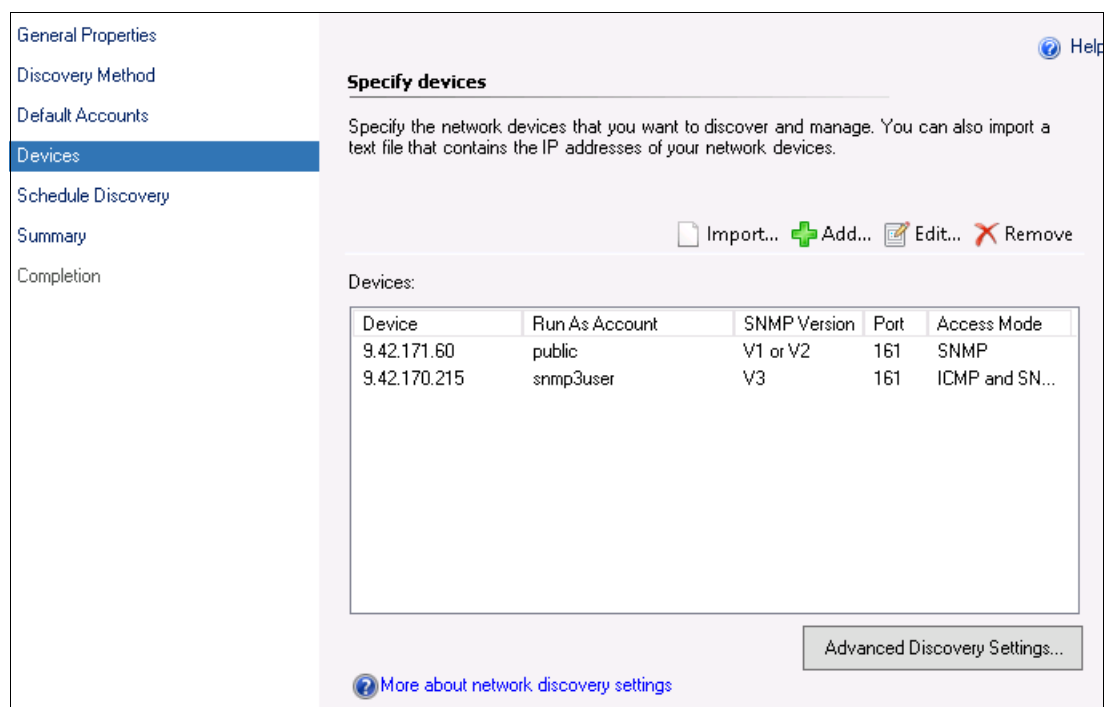 General Properties
Discovery Method
Default Accounts
Devices
Schedule Discovery
Summary
Completion
Help
Specify devices
Specify the network devices that you want to discover and manage. You can also import a
text file that contains the IP addresses of your network devices.
Import... Add... Edit... Remove
Devices:
Device Run As Account SNMP Version Port Access Mode
9.42.171.60 public V1 or V2 161 SNMP
9.42.170.215 snmp3user V3 161 ICMP and SN...
Advanced Discovery Settings...
More about network discovery settings